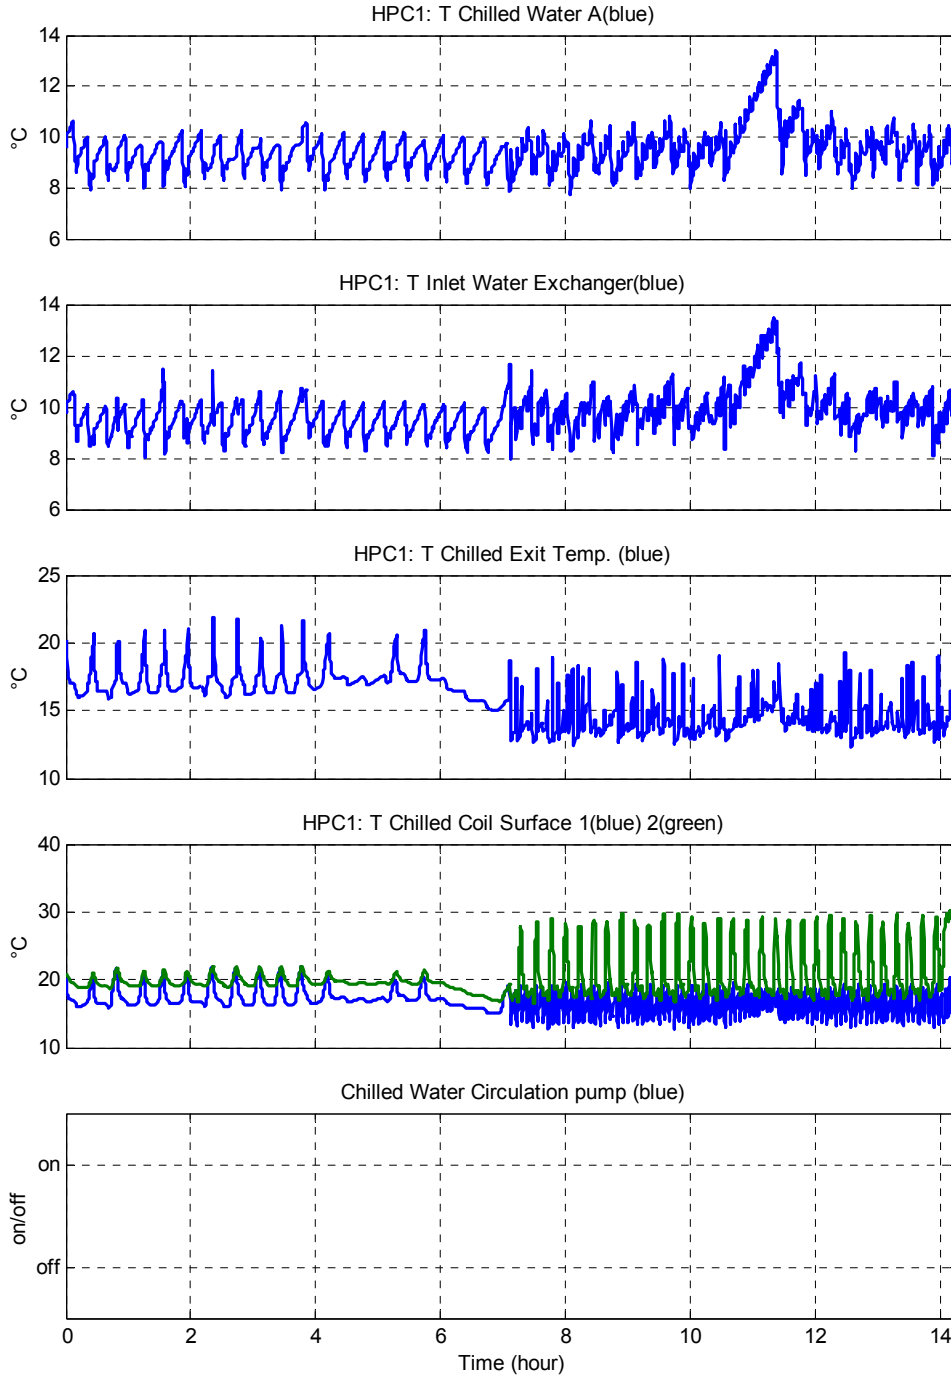 HPC1: T Chilled Water A(blue)
14
12
10
8
6
°C
HPC1: T Inlet Water Exchanger(blue)
14
12
10
8
6
°C
HPC1: T Chilled Exit Temp. (blue)
25
20
15
10
°C
HPC1: T Chilled Coil Surface 1(blue) 2(green)
40
30
20
10
°C
Chilled Water Circulation pump (blue)
on
off
on/off
0 2 4 6 8 10 12 14
Time (hour)